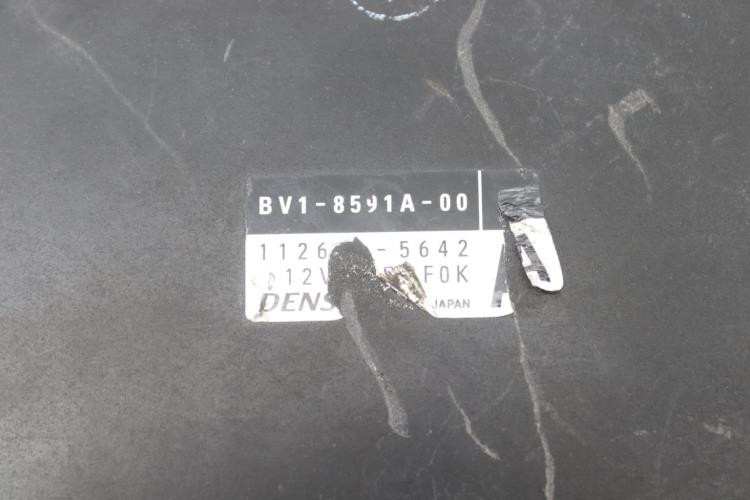 BV1-8591A-00
1126 -5642
12V F0K
DENS
JAPAN